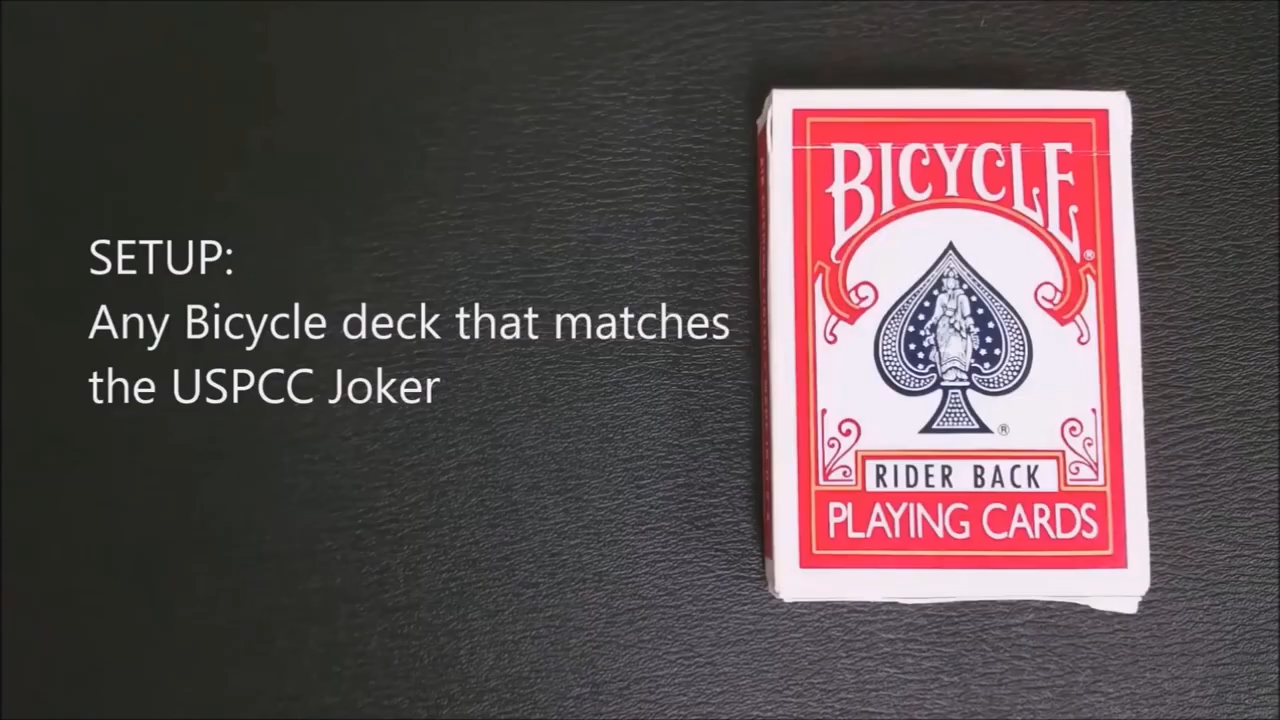 SETUP:
Any Bicycle deck that matches
the USPCC Joker
BICYCLE®
®
RIDER BACK
PLAYING CARDS